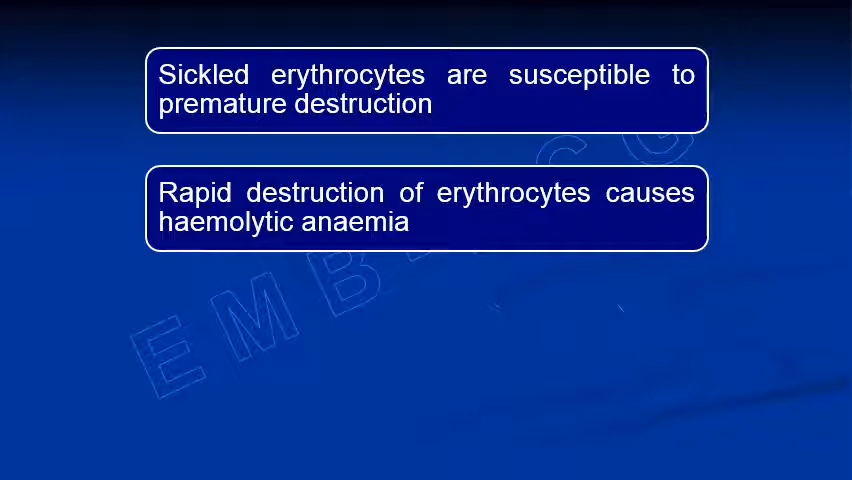 Sickled erythrocytes are susceptible to
premature destruction
Rapid destruction of erythrocytes causes
haemolytic anaemia